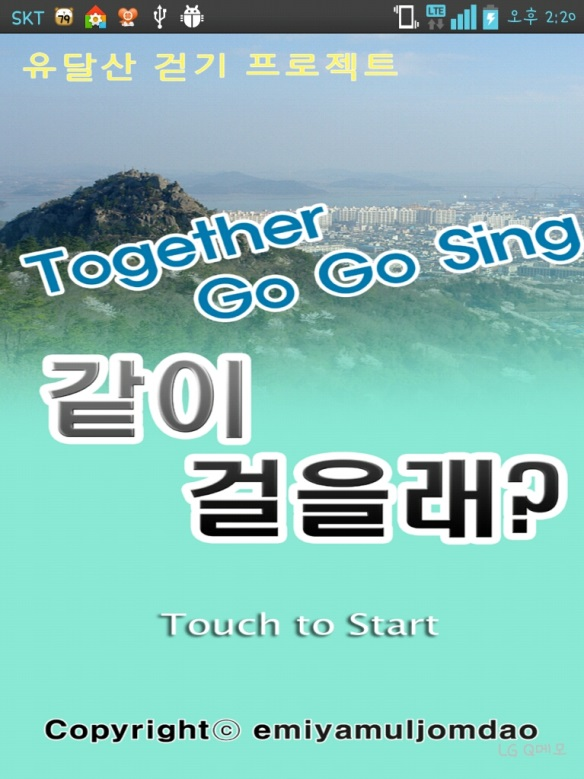 SKT 79 LTE 오후 2:20
유달산 걷기 프로젝트
Together
Go Go Sing
같이
걸을래?
Touch to Start
Copyrightⓒ emiyamuljomdao
LG Q메모